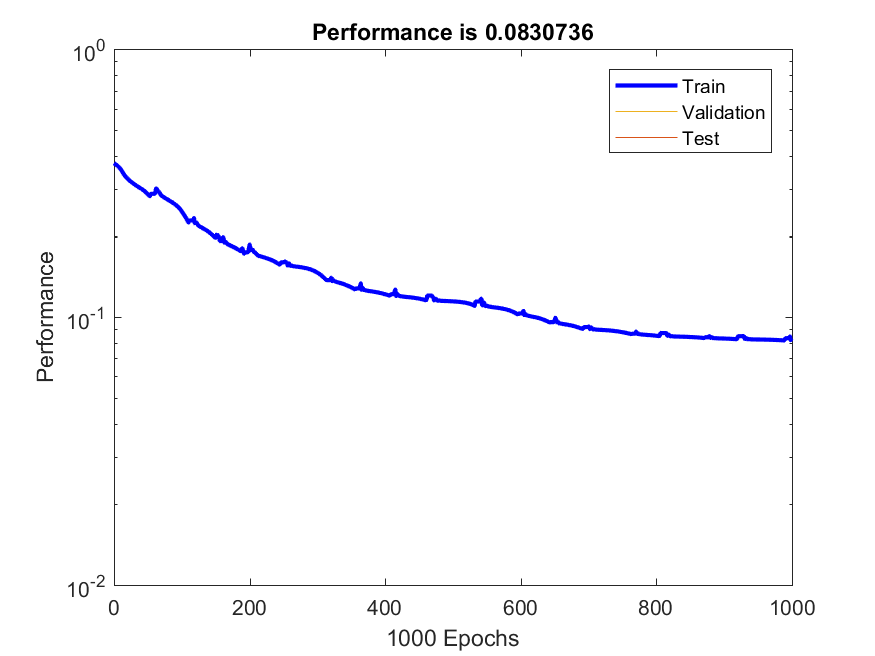 Performance is 0.0830736
10^0
Train
Validation
Test
Performance
10^-1
10^-2
0 200 400 600 800 1000
1000 Epochs